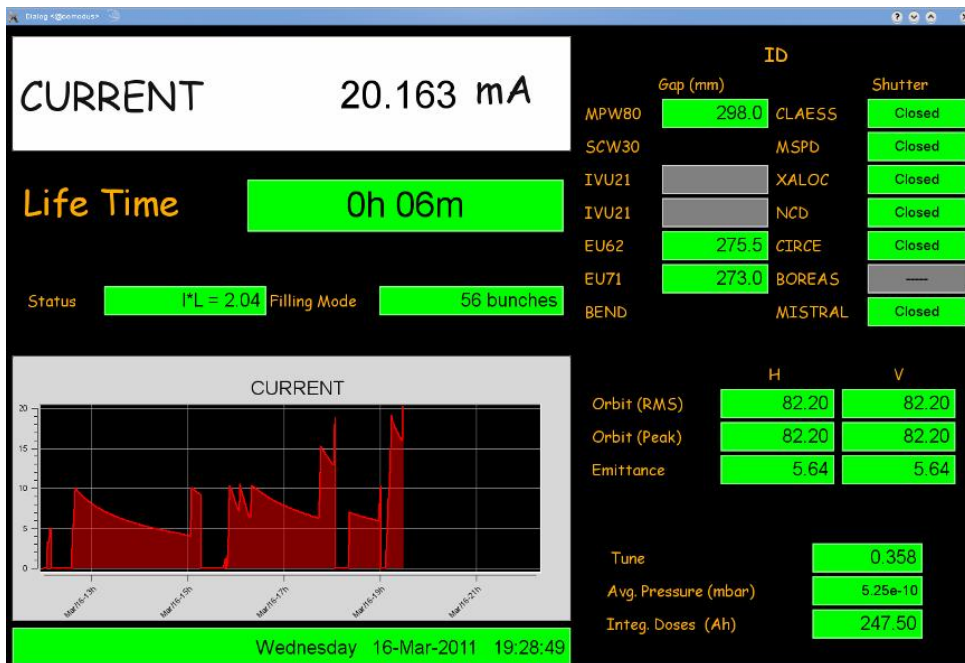 Dialog <@pomodus>
CURRENT 20.163 mA
Life Time 0h 06m
Status I*L = 2.04 Filling Mode 56 bunches
CURRENT
20
15
10
5
0
Mar/16-13h Mar/16-15h Mar/16-17h Mar/16-19h Mar/16-21h
Wednesday 16-Mar-2011 19:28:49
ID
Gap (mm) Shutter
MPW80 298.0 CLAESS Closed
SCW30 MSPD Closed
IVU21 XALOC Closed
IVU21 NCD Closed
EU62 275.5 CIRCE Closed
EU71 273.0 BOREAS -----
BEND MISTRAL Closed
H V
Orbit (RMS) 82.20 82.20
Orbit (Peak) 82.20 82.20
Emittance 5.64 5.64
Tune 0.358
Avg. Pressure (mbar) 5.25e-10
Integ. Doses (Ah) 247.50